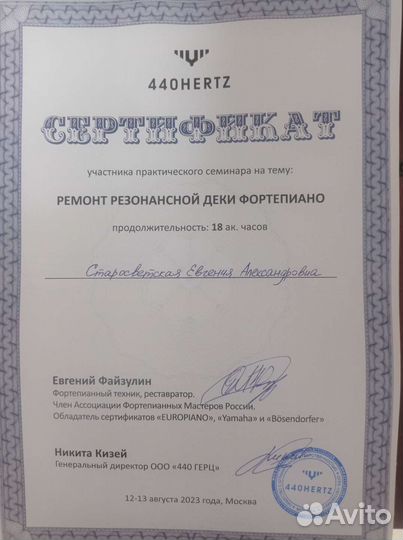 440HERTZ
СЕРТИФИКАТ
участника практического семинара на тему:
РЕМОНТ РЕЗОНАНСНОЙ ДЕКИ ФОРТЕПИАНО
продолжительность: 18 ак. часов
Старосветская Евгения Александровна
Евгений Файзулин
Фортепианный техник, реставратор.
Член Ассоциации Фортепианных Мастеров России.
Обладатель сертификатов «EUROPIANO», «Yamaha» и «Bösendorfer»
Никита Кизей
Генеральный директор ООО «440 ГЕРЦ»
440HERTZ
12-13 августа 2023 года, Москва
Avito